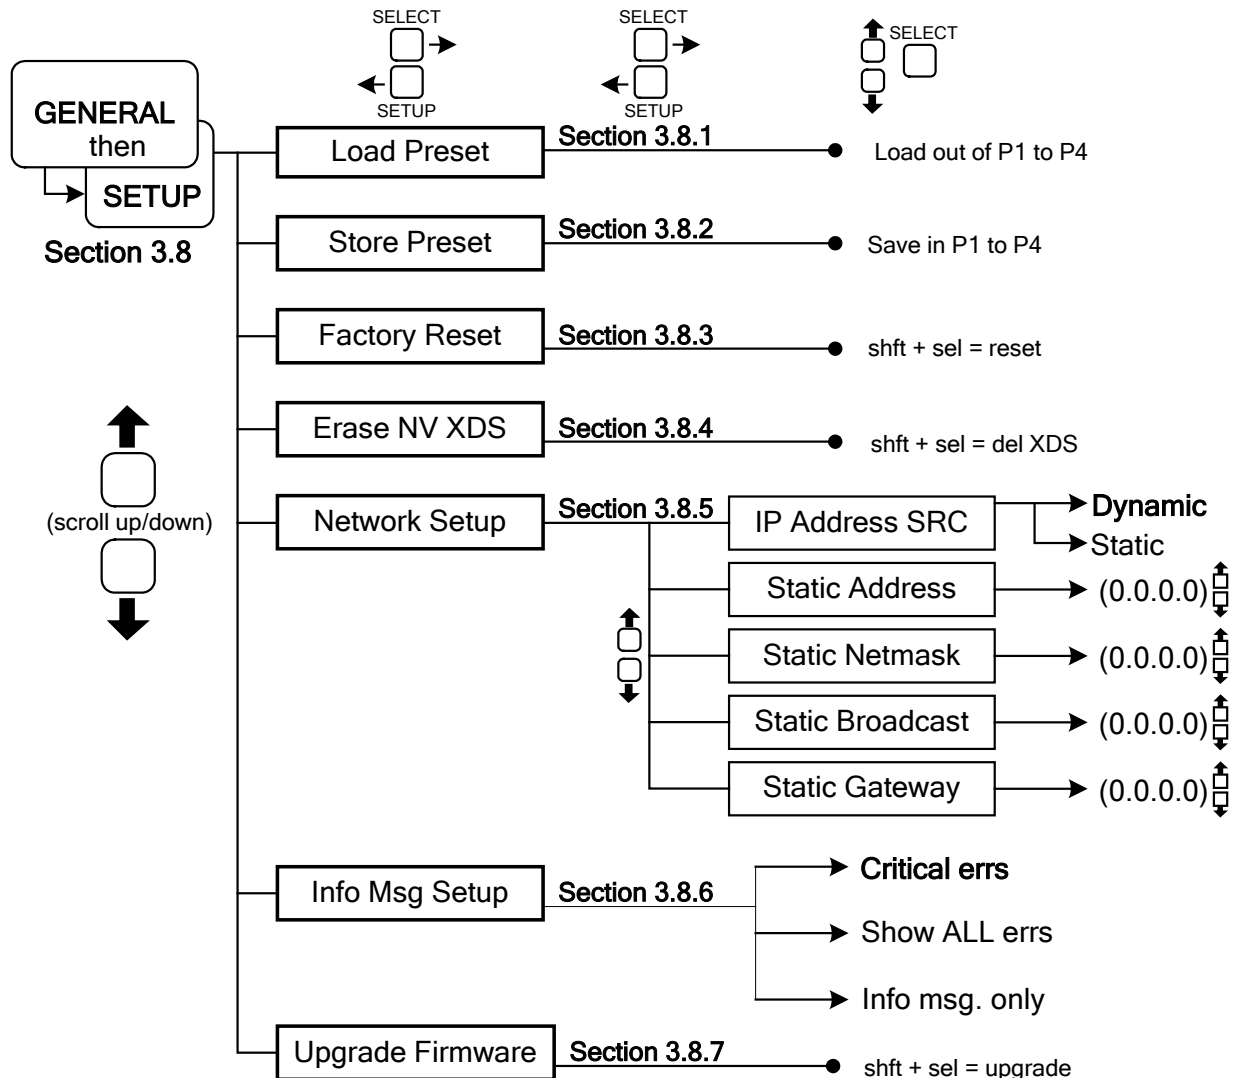 SELECT
SETUP
SELECT
SETUP
SELECT
GENERAL
then
SETUP
Section 3.8
Load Preset
Section 3.8.1
Load out of P1 to P4
Store Preset
Section 3.8.2
Save in P1 to P4
Factory Reset
Section 3.8.3
shft + sel = reset
Erase NV XDS
Section 3.8.4
shft + sel = del XDS
(scroll up/down)
Network Setup
Section 3.8.5
IP Address SRC
Dynamic
Static
Static Address
(0.0.0.0)
Static Netmask
(0.0.0.0)
Static Broadcast
(0.0.0.0)
Static Gateway
(0.0.0.0)
Info Msg Setup
Section 3.8.6
Critical errs
Show ALL errs
Info msg. only
Upgrade Firmware
Section 3.8.7
shft + sel = upgrade